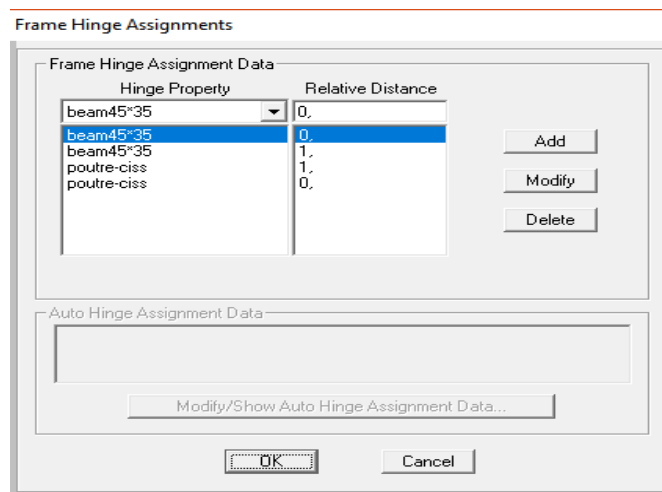 Frame Hinge Assignments
Frame Hinge Assignment Data
Hinge Property Relative Distance
beam45*35 0,
beam45*35 0,
beam45*35 1,
poutre-ciss 1,
poutre-ciss 0,
Add
Modify
Delete
Auto Hinge Assignment Data
Modify/Show Auto Hinge Assignment Data...
OK Cancel